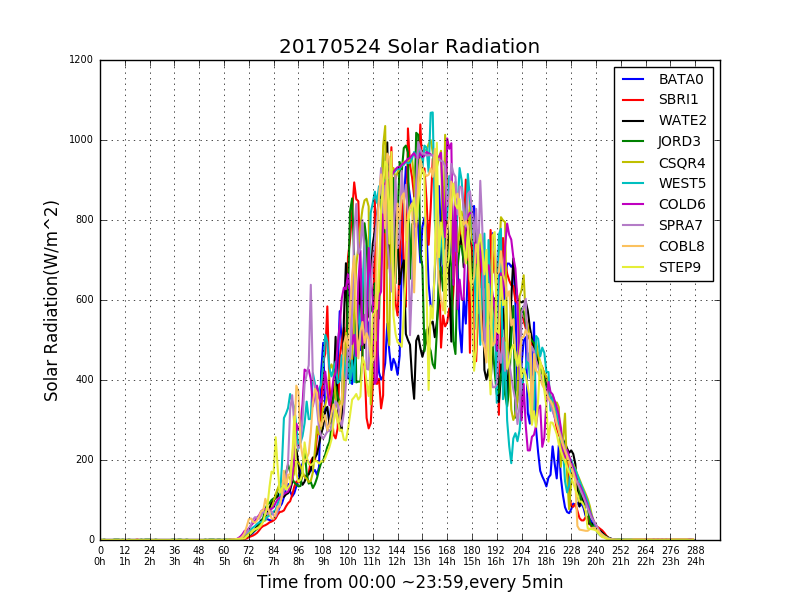 20170524 Solar Radiation
1200
1000
800
600
400
200
0
Solar Radiation(W/m^2)
BATA0
SBRI1
WATE2
JORD3
CSQR4
WEST5
COLD6
SPRA7
COBL8
STEP9
0 12 24 36 48 60 72 84 96 108 120 132 144 156 168 180 192 204 216 228 240 252 264 276 288
0h 1h 2h 3h 4h 5h 6h 7h 8h 9h 10h 11h 12h 13h 14h 15h 16h 17h 18h 19h 20h 21h 22h 23h 24h
Time from 00:00 ~23:59,every 5min